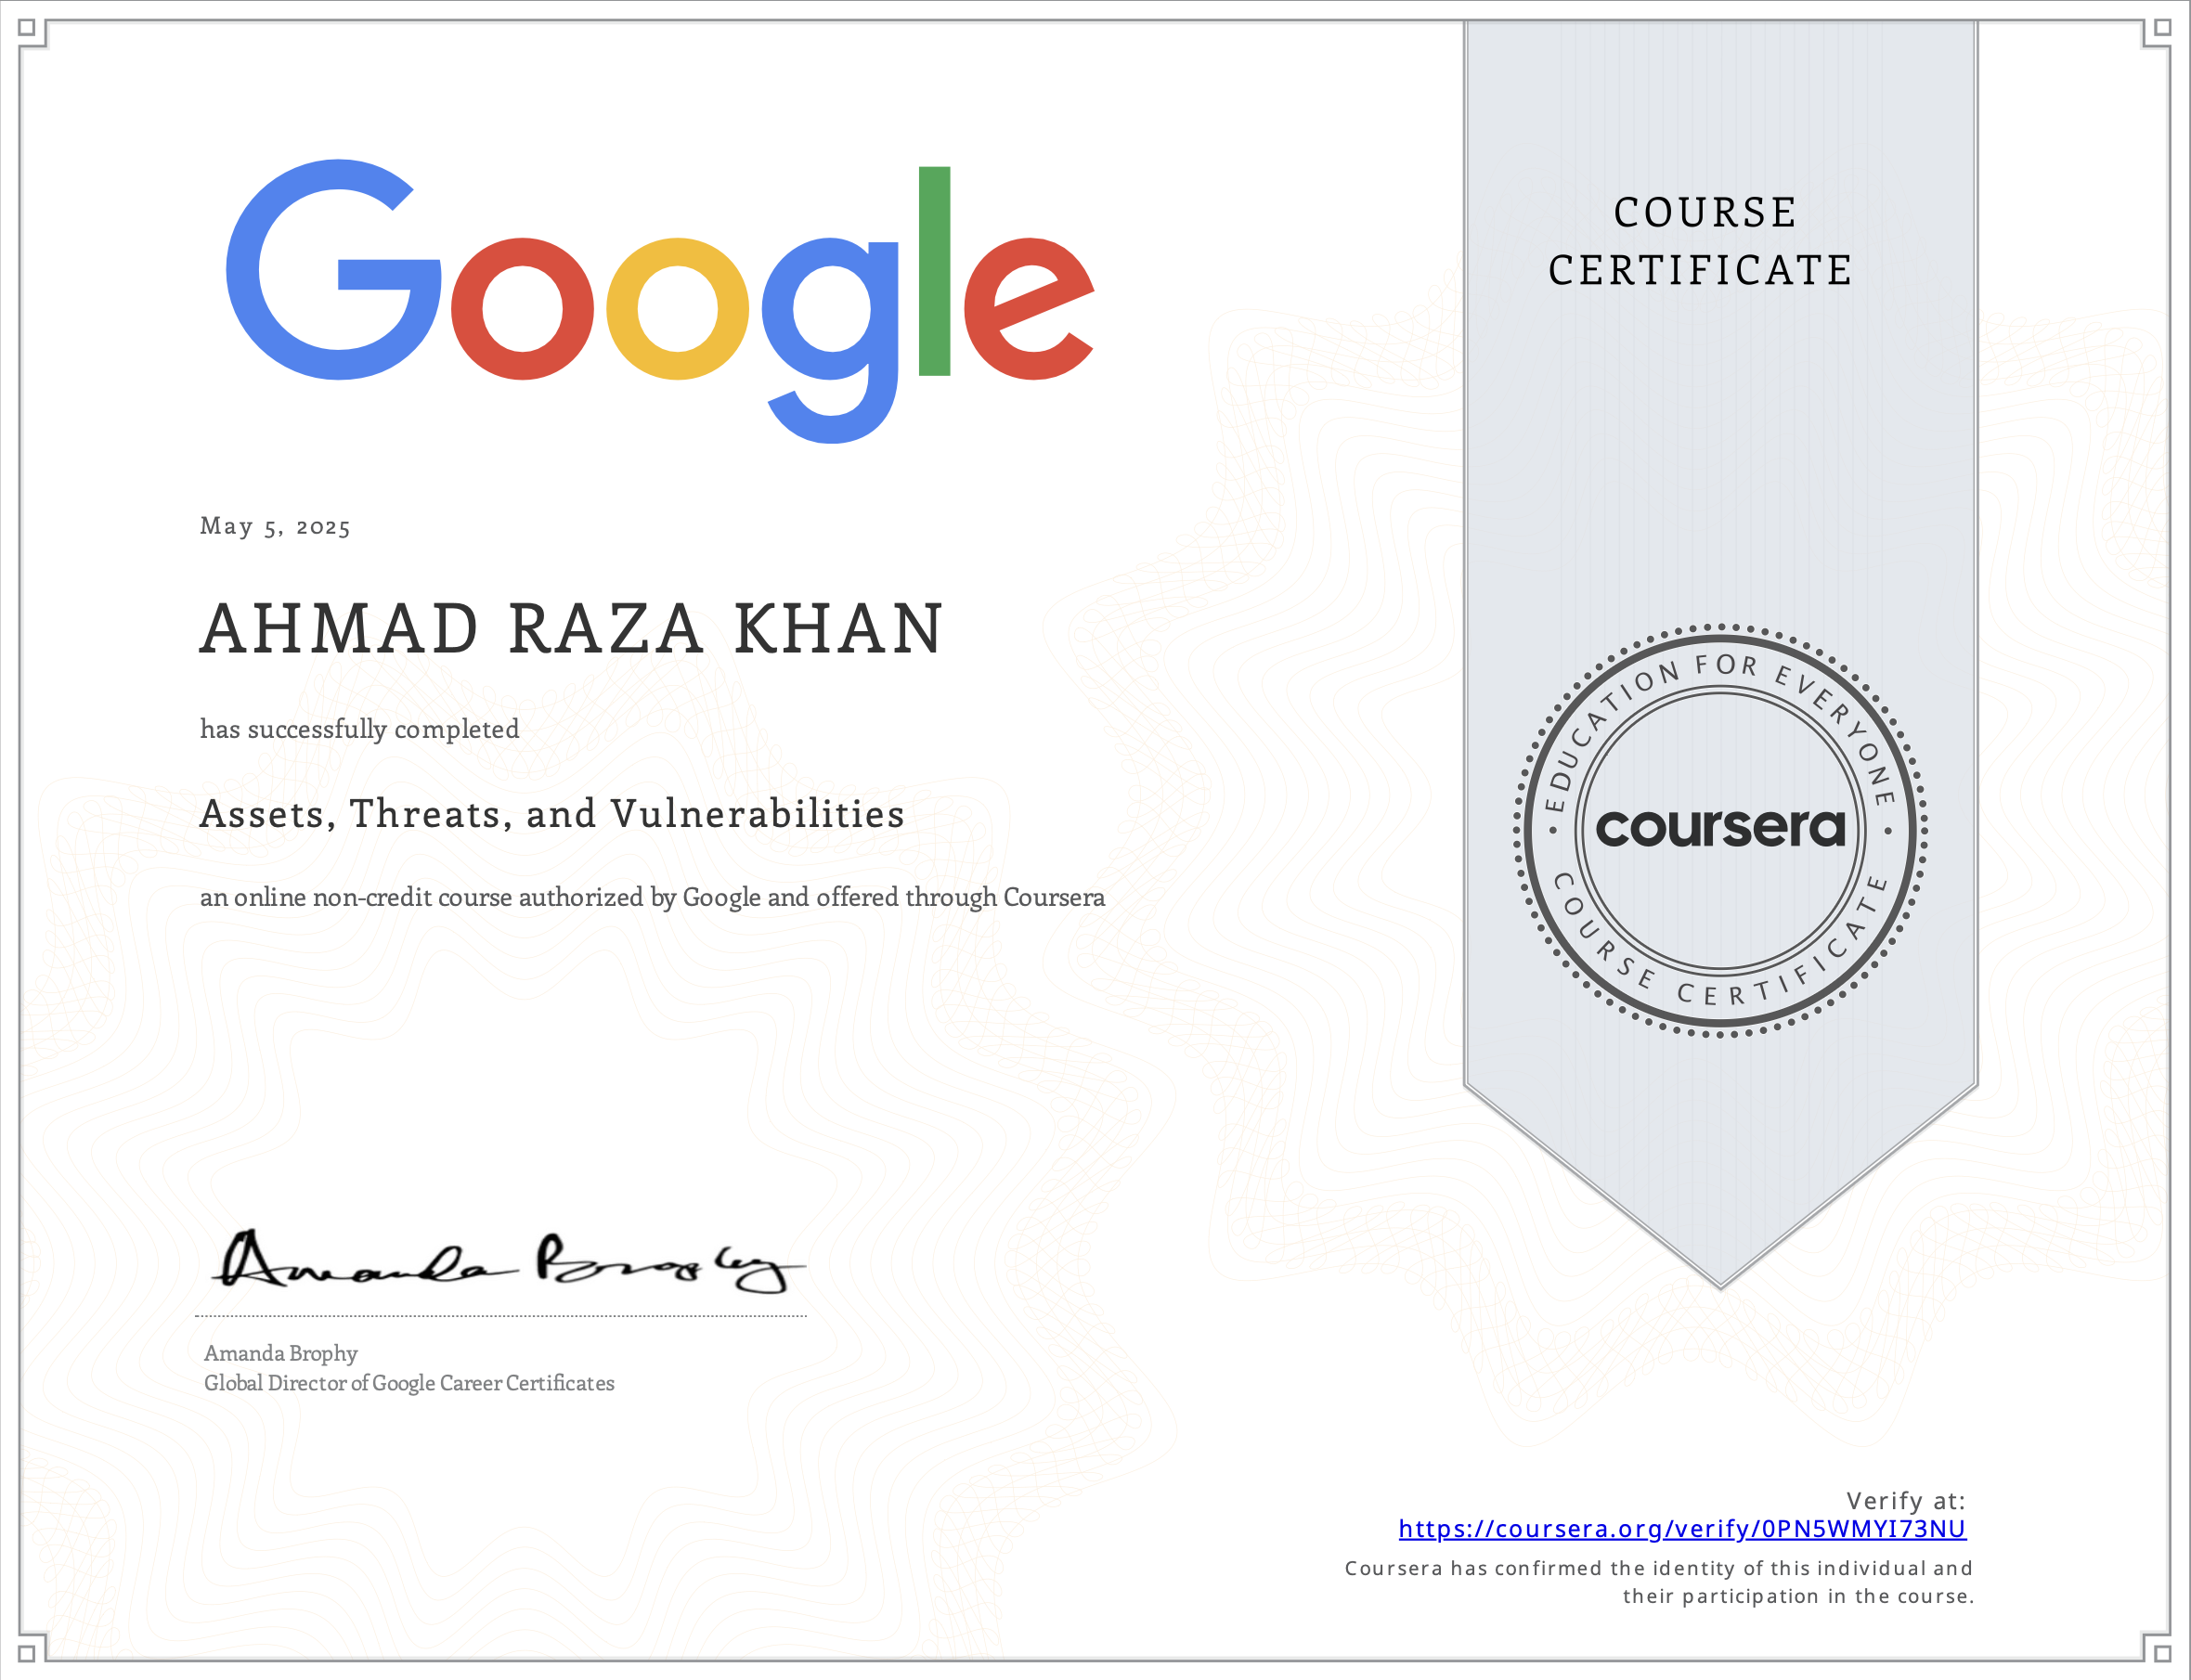 Google
COURSE
CERTIFICATE
May 5, 2025
AHMAD RAZA KHAN
has successfully completed
Assets, Threats, and Vulnerabilities
an online non-credit course authorized by Google and offered through Coursera
EDUCATION FOR EVERYONE
coursera
COURSE CERTIFICATE
Amanda Brophy
Amanda Brophy
Global Director of Google Career Certificates
Verify at:
https://coursera.org/verify/0PN5WMYI73NU
Coursera has confirmed the identity of this individual and
their participation in the course.